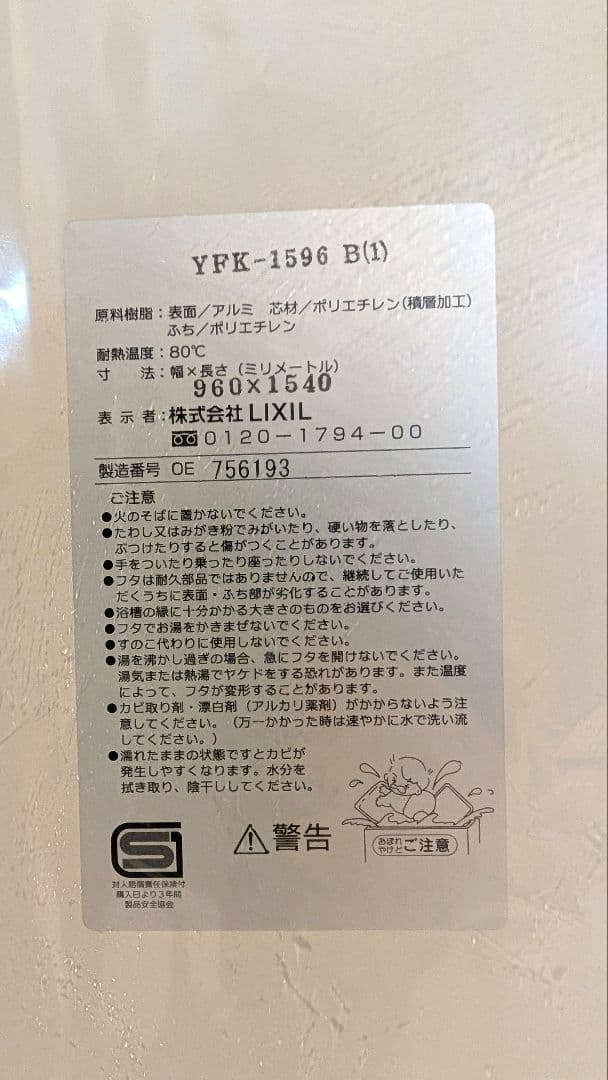 YFK-1596 B(1)
原料樹脂：表面／アルミ　芯材／ポリエチレン(積層加工)
ふち／ポリエチレン
耐熱温度：80℃
寸　法：幅×長さ（ミリメートル）
960×1540
表示者：株式会社 LIXIL
0120－1794－00
製造番号 OE 756193
ご注意
●火のそばに置かないでください。
●たわし又はみがき粉でみがいたり、硬い物を落としたり、
ぶつけたりすると傷がつくことがあります。
●手をついたり乗ったり座ったりしないでください。
●フタは耐久部品ではありませんので、継続してご使用いた
だくうちに表面・ふち部が劣化することがあります。
●浴槽の縁に十分かかる大きさのものをお選びください。
●フタでお湯をかきまぜないでください。
●すのこ代わりに使用しないでください。
●湯を沸かし過ぎの場合、急にフタを開けないでください。
湯気または熱湯でヤケドをする恐れがあります。また温度
によって、フタが変形することがあります。
●カビ取り剤・漂白剤（アルカリ薬剤）がかからないよう注
意してください。（万一かかった時は速やかに水で洗い流
してください。）
●濡れたままの状態ですとカビが
発生しやすくなります。水分を
拭き取り、陰干ししてください。
警告
おぼれ
やけど
ご注意
S
対人賠償責任保険付
購入日より3年間
製品安全協会